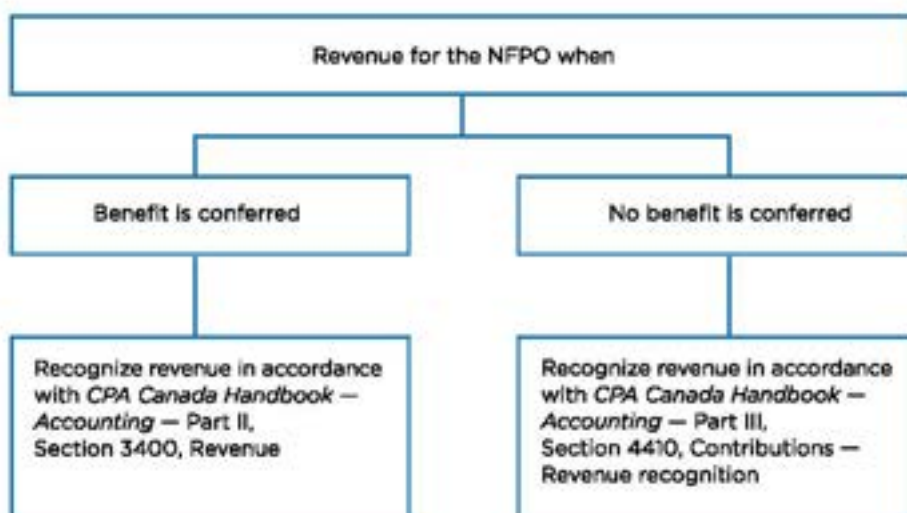 Revenue for the NFPO when
Benefit is conferred
No benefit is conferred
Recognize revenue in accordance
with CPA Canada Handbook —
Accounting — Part II,
Section 3400, Revenue
Recognize revenue in accordance
with CPA Canada Handbook —
Accounting — Part III,
Section 4410, Contributions —
Revenue recognition